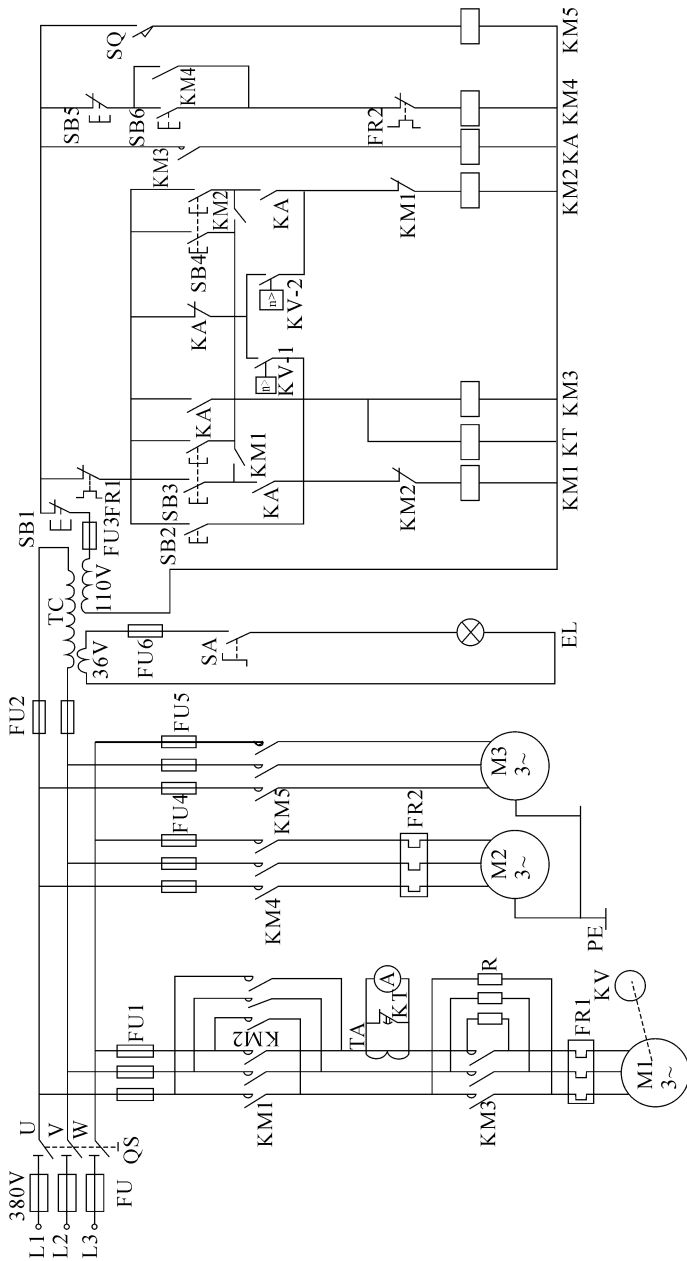 L1
L2
L3
380V
FU
QS
U
V
W
FU1
KM1
KM2
TA
KT
A
KM3
R
FR1
M1
3~
KV
PE
FU4
KM4
FR2
M2
3~
FU5
KM5
M3
3~
FU2
TC
36V
110V
FU6
SA
EL
SB1
FU3
FR1
SB2
SB3
KA
KM1
KA
KM2
KM1
KT
KM3
KA
n>
KV-1
n>
KV-2
SB4
KM2
KA
KM1
KM2
KM3
KA
SB5
SB6
KM4
FR2
KM4
SQ
KM5